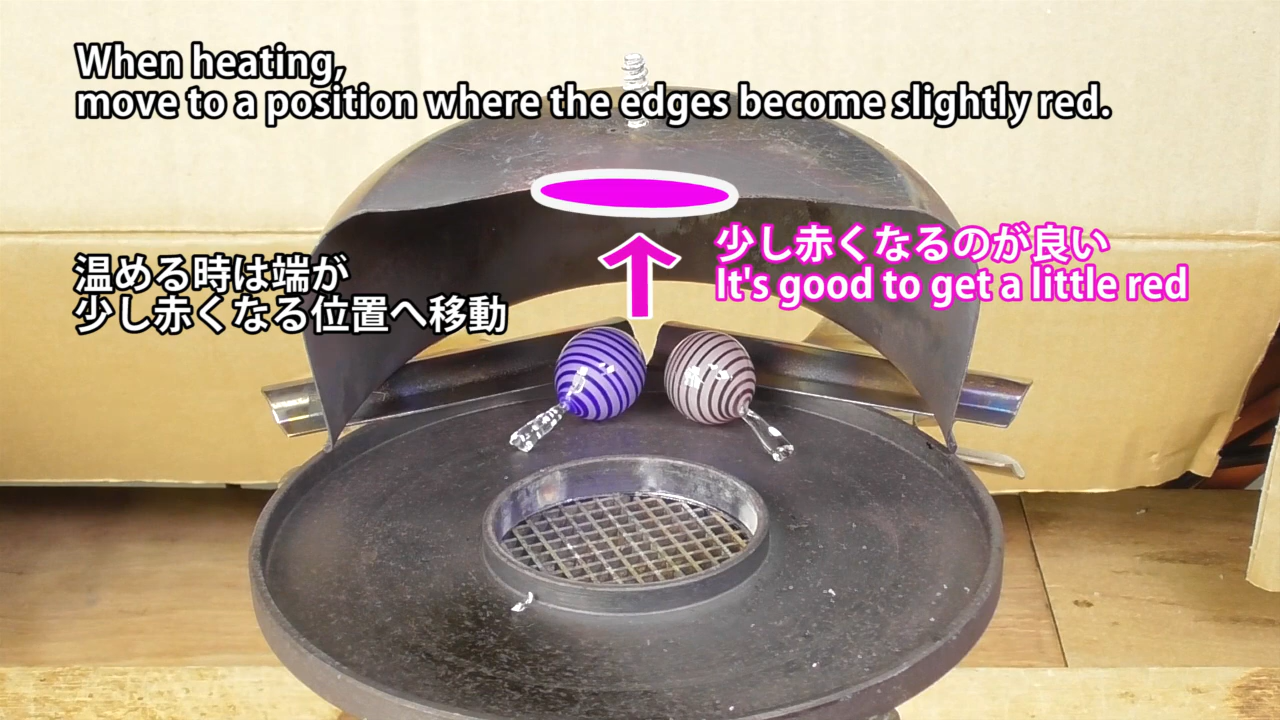 When heating,
move to a position where the edges become slightly red.
少し赤くなるのが良い
It's good to get a little red
温める時は端が
少し赤くなる位置へ移動